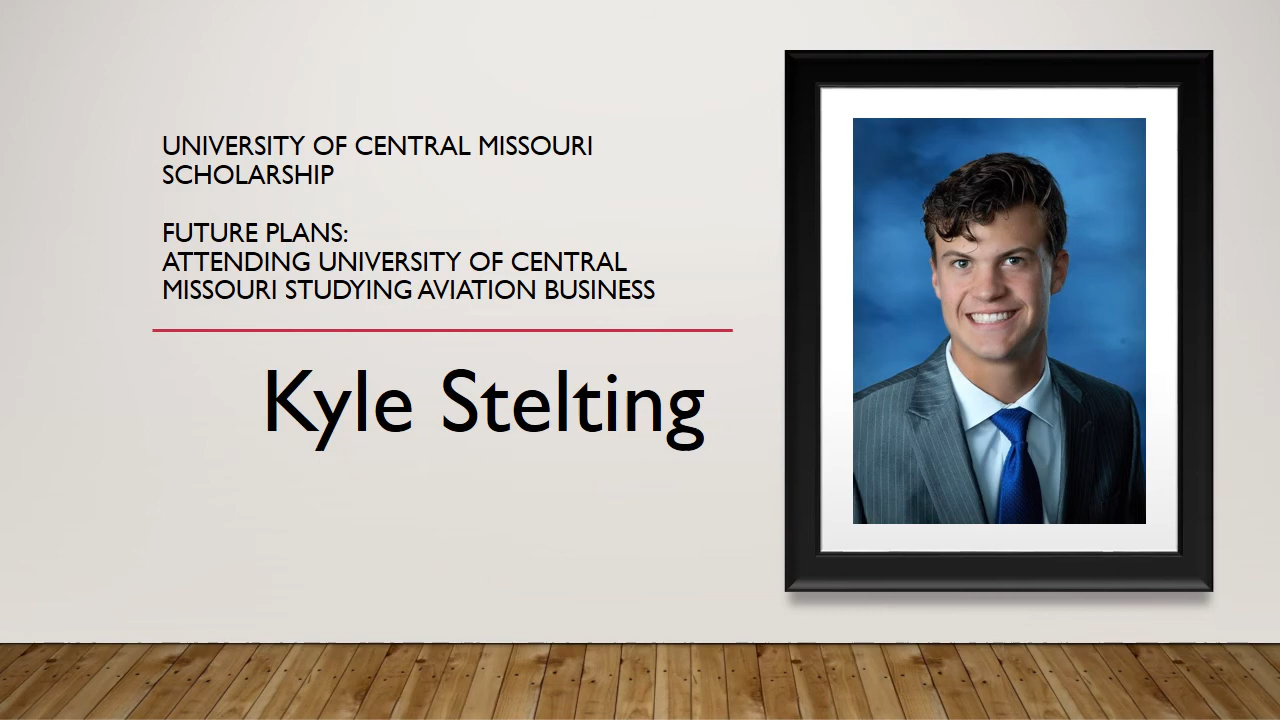 UNIVERSITY OF CENTRAL MISSOURI
SCHOLARSHIP
FUTURE PLANS:
ATTENDING UNIVERSITY OF CENTRAL
MISSOURI STUDYING AVIATION BUSINESS
Kyle Stelting